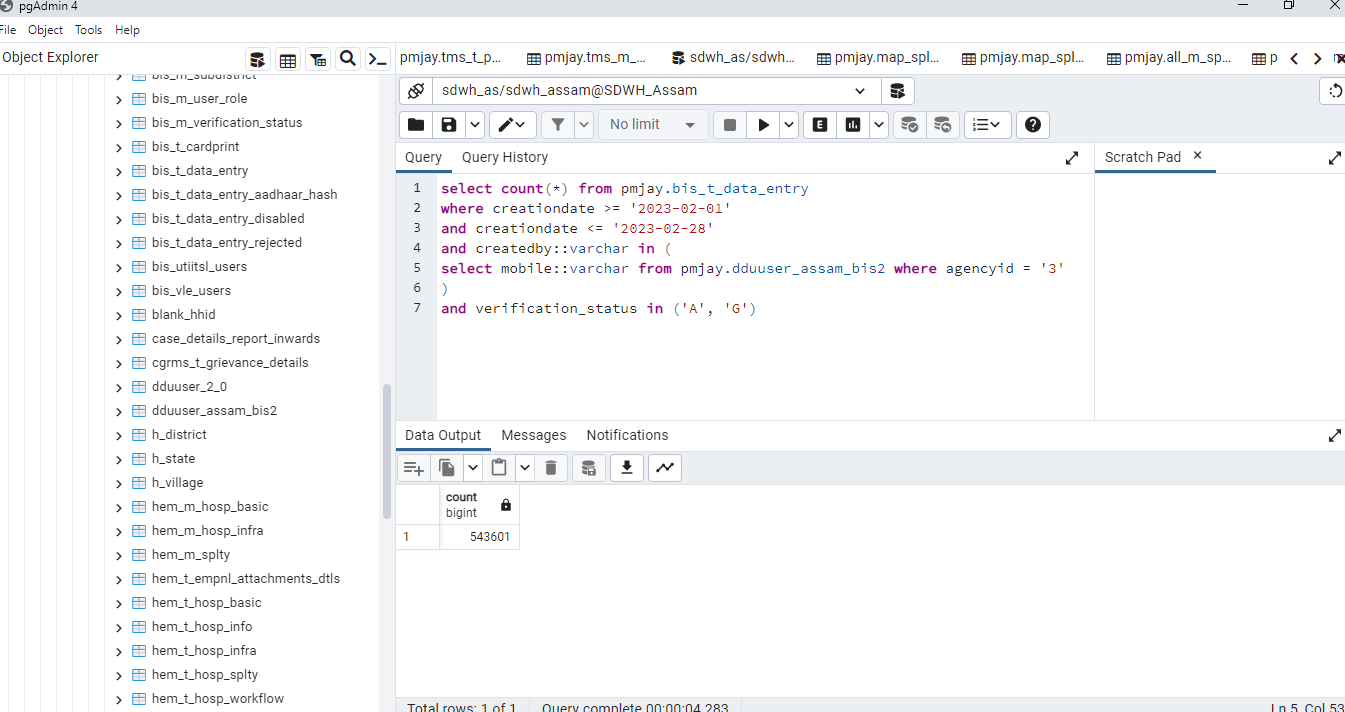 pgAdmin 4
File Object Tools Help
Object Explorer
pmjay.tms_t_p...
pmjay.tms_m_...
sdwh_as/sdwh...
pmjay.map_spl...
pmjay.map_spl...
pmjay.all_m_sp...
p
sdwh_as/sdwh_assam@SDWH_Assam
No limit
E
Query Query History
Scratch Pad
1 select count(*) from pmjay.bis_t_data_entry
2 where creationdate >= '2023-02-01'
3 and creationdate <= '2023-02-28'
4 and createdby::varchar in (
5 select mobile::varchar from pmjay.dduuser_assam_bis2 where agencyid = '3'
6 )
7 and verification_status in ('A', 'G')
Data Output Messages Notifications
count
bigint
1 543601
Total rows: 1 of 1 Query complete 00:00:04.283
Ln 5, Col 53
bis_m_subdistrict
bis_m_user_role
bis_m_verification_status
bis_t_cardprint
bis_t_data_entry
bis_t_data_entry_aadhaar_hash
bis_t_data_entry_disabled
bis_t_data_entry_rejected
bis_utiitsl_users
bis_vle_users
blank_hhid
case_details_report_inwards
cgrms_t_grievance_details
dduuser_2_0
dduuser_assam_bis2
h_district
h_state
h_village
hem_m_hosp_basic
hem_m_hosp_infra
hem_m_splty
hem_t_empnl_attachments_dtls
hem_t_hosp_basic
hem_t_hosp_info
hem_t_hosp_infra
hem_t_hosp_splty
hem_t_hosp_workflow